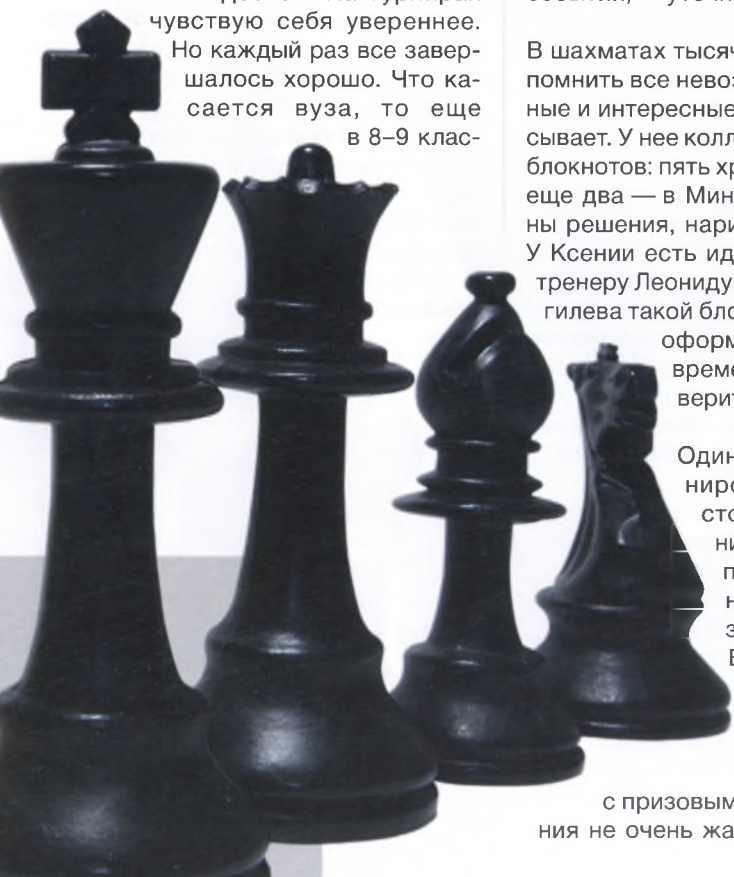 чувствую себя увереннее.
Но каждый раз все завер-
шалось хорошо. Что ка-
сается вуза, то еще
в 8–9 клас-
В шахматах тысяч
помнить все невоз
ные и интересные
сывает. У нее колл
блокнотов: пять хр
еще два — в Мин
ны решения, нари
У Ксении есть ид
тренеру Леониду
гилева такой бло
оформ
време
верит
Один
ниро
сто
ни
п
н
з
с призовым
ния не очень жа